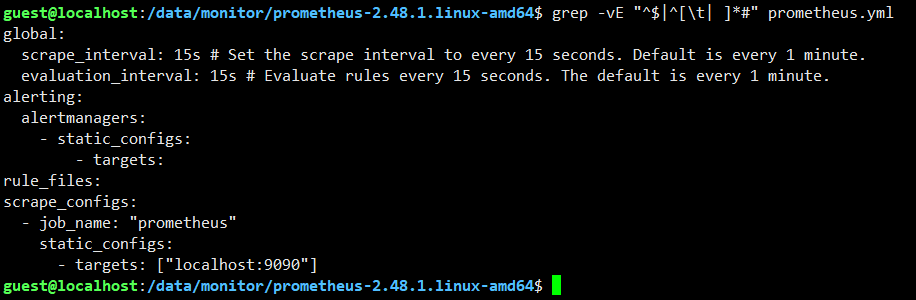 guest@localhost:/data/monitor/prometheus-2.48.1.linux-amd64$ grep -vE "^$|^[\t| ]*#" prometheus.yml
global:
  scrape_interval: 15s # Set the scrape interval to every 15 seconds. Default is every 1 minute.
  evaluation_interval: 15s # Evaluate rules every 15 seconds. The default is every 1 minute.
alerting:
  alertmanagers:
    - static_configs:
        - targets:
rule_files:
scrape_configs:
  - job_name: "prometheus"
    static_configs:
      - targets: ["localhost:9090"]
guest@localhost:/data/monitor/prometheus-2.48.1.linux-amd64$